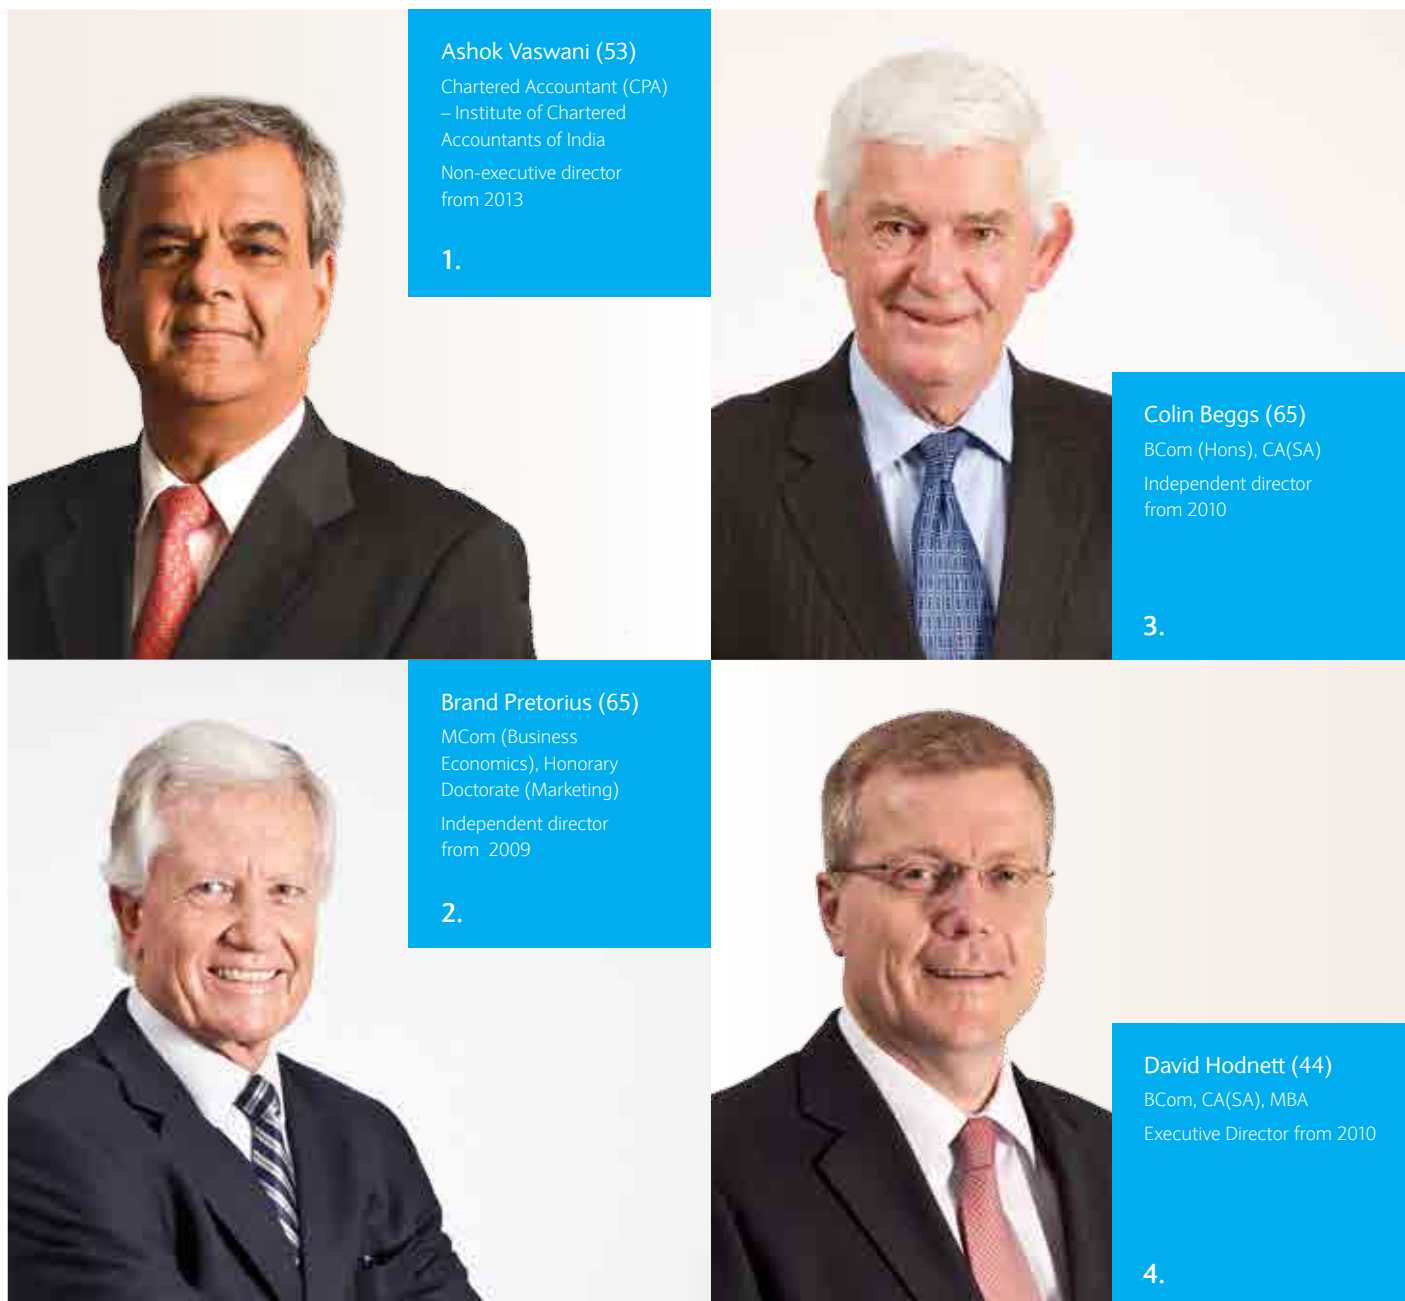 Ashok Vaswani (53)
Chartered Accountant (CPA)
– Institute of Chartered
Accountants of India
Non-executive director
from 2013
1.
Brand Pretorius (65)
MCom (Business
Economics), Honorary
Doctorate (Marketing)
Independent director
from 2009
2.
Colin Beggs (65)
BCom (Hons), CA(SA)
Independent director
from 2010
3.
David Hodnett (44)
BCom, CA(SA), MBA
Executive Director from 2010
4.